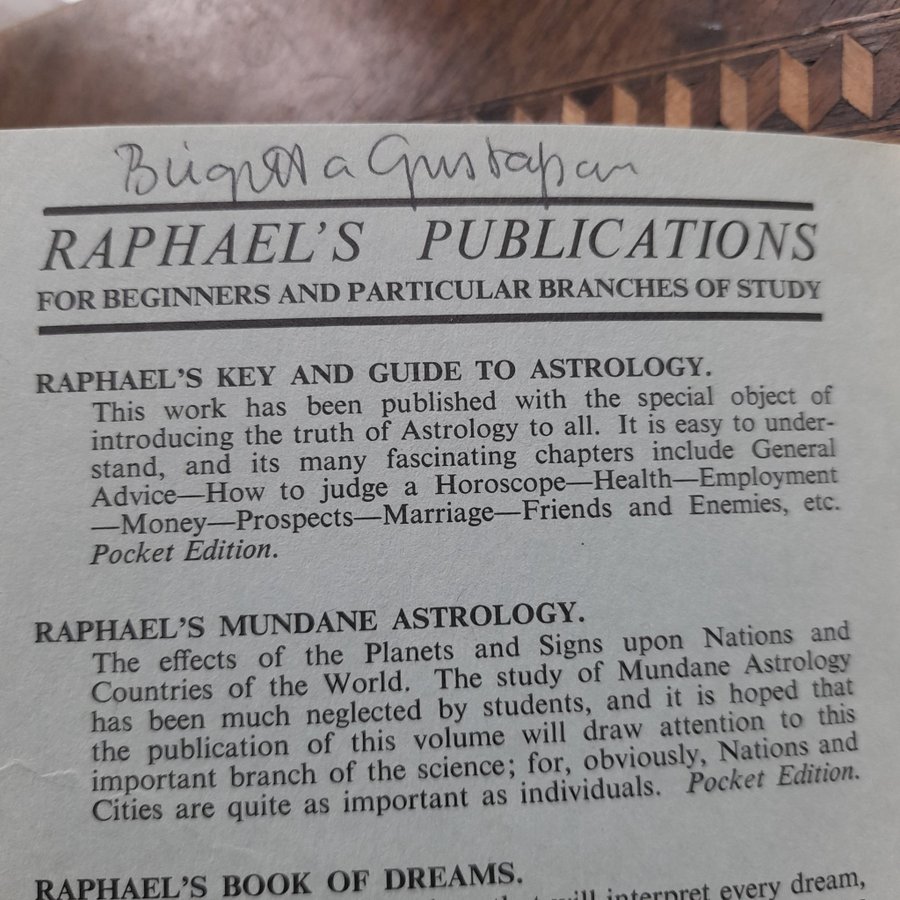 RAPHAEL'S PUBLICATIONS
FOR BEGINNERS AND PARTICULAR BRANCHES OF STUDY
RAPHAEL'S KEY AND GUIDE TO ASTROLOGY.
This work has been published with the special object of
introducing the truth of Astrology to all. It is easy to under-
stand, and its many fascinating chapters include General
Advice—How to judge a Horoscope—Health—Employment
—Money—Prospects—Marriage—Friends and Enemies, etc.
Pocket Edition.
RAPHAEL'S MUNDANE ASTROLOGY.
The effects of the Planets and Signs upon Nations and
Countries of the World. The study of Mundane Astrology
has been much neglected by students, and it is hoped that
the publication of this volume will draw attention to this
important branch of the science; for, obviously, Nations and
Cities are quite as important as individuals. Pocket Edition.
RAPHAEL'S BOOK OF DREAMS.
will interpret every dream,